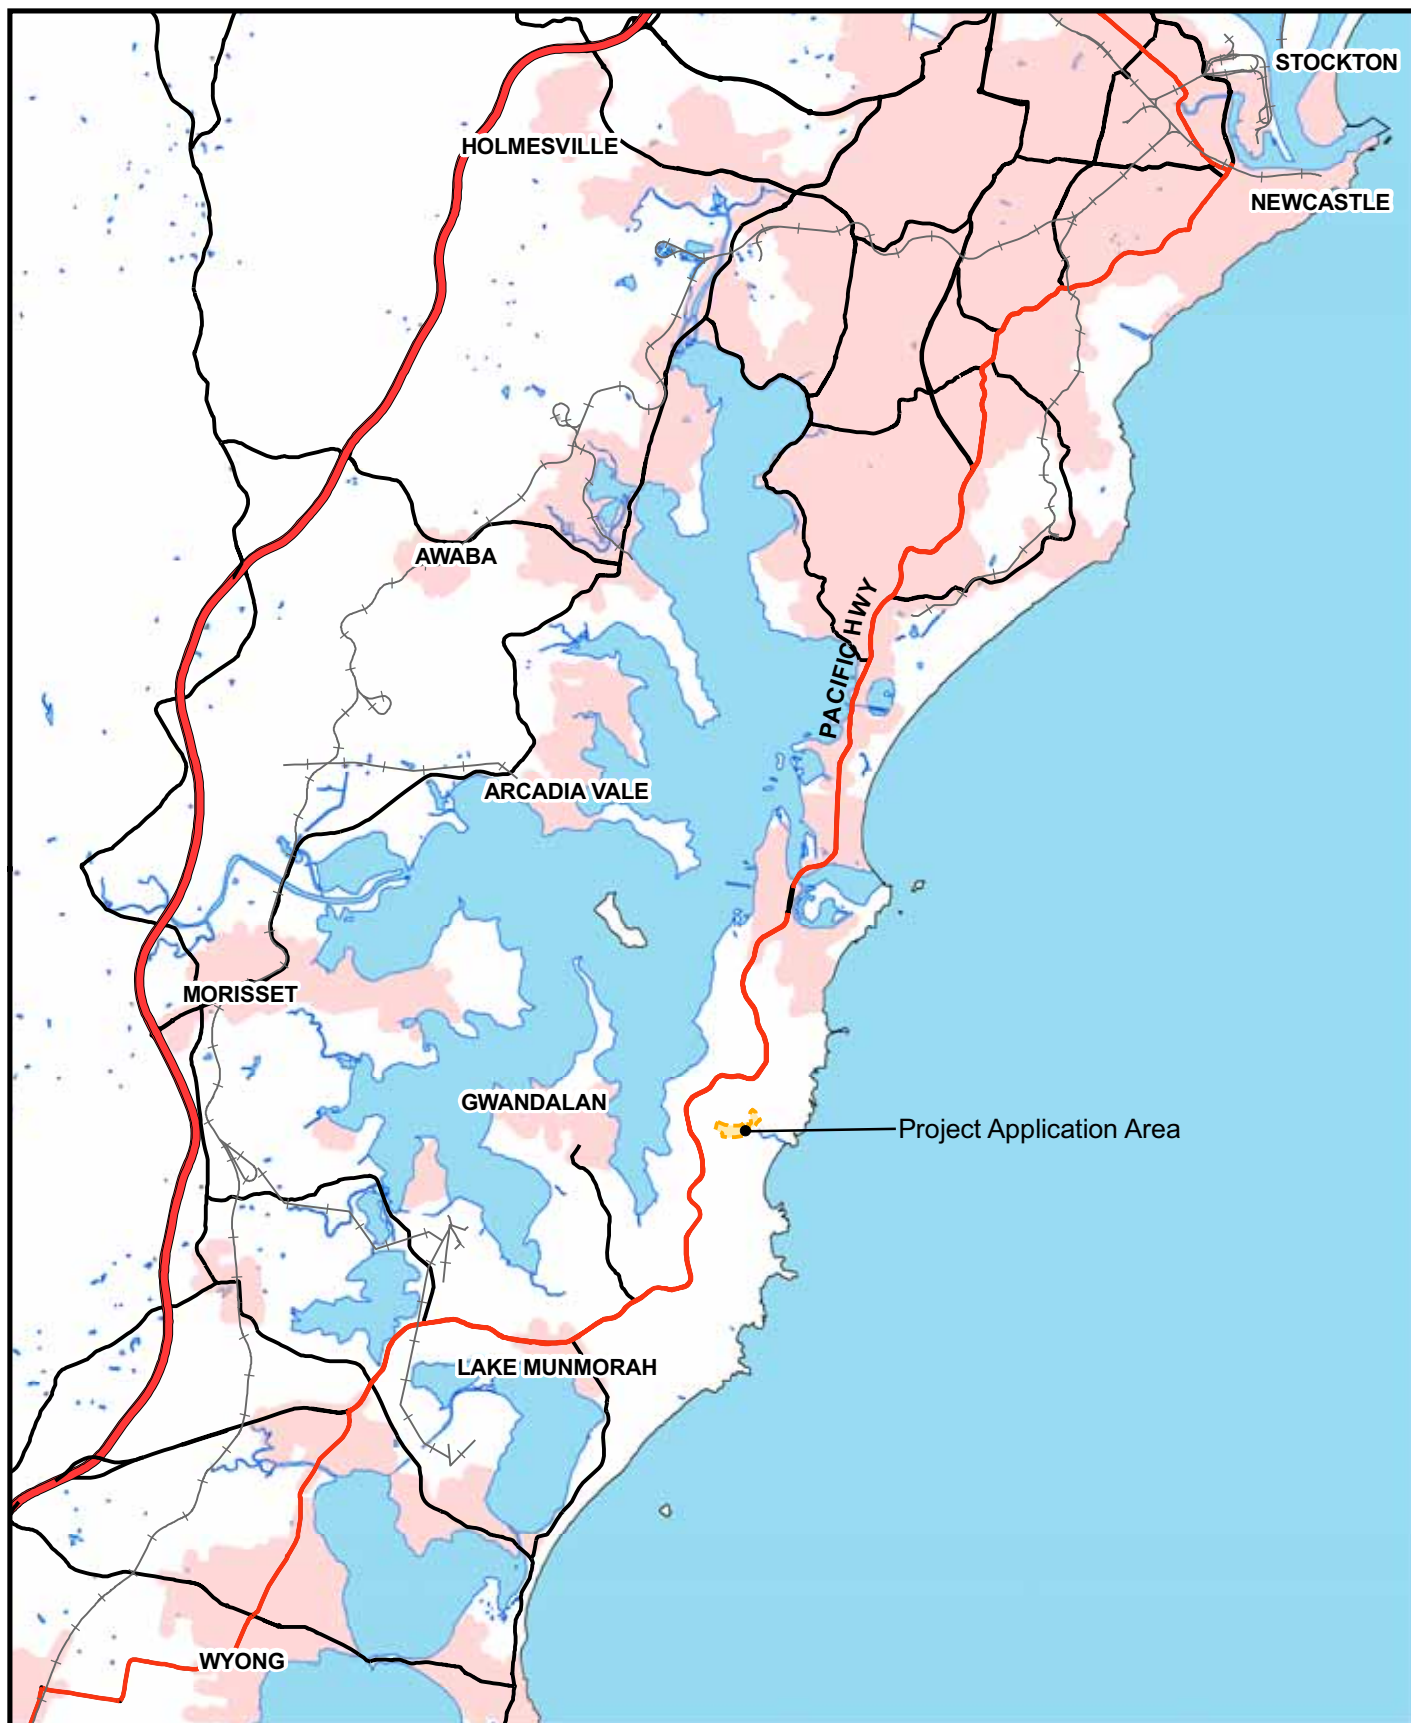 STOCKTON
HOLMESVILLE
NEWCASTLE
AWABA
PACIFIC HWY
ARCADIA VALE
MORISSET
GWANDALAN
Project Application Area
LAKE MUNMORAH
WYONG